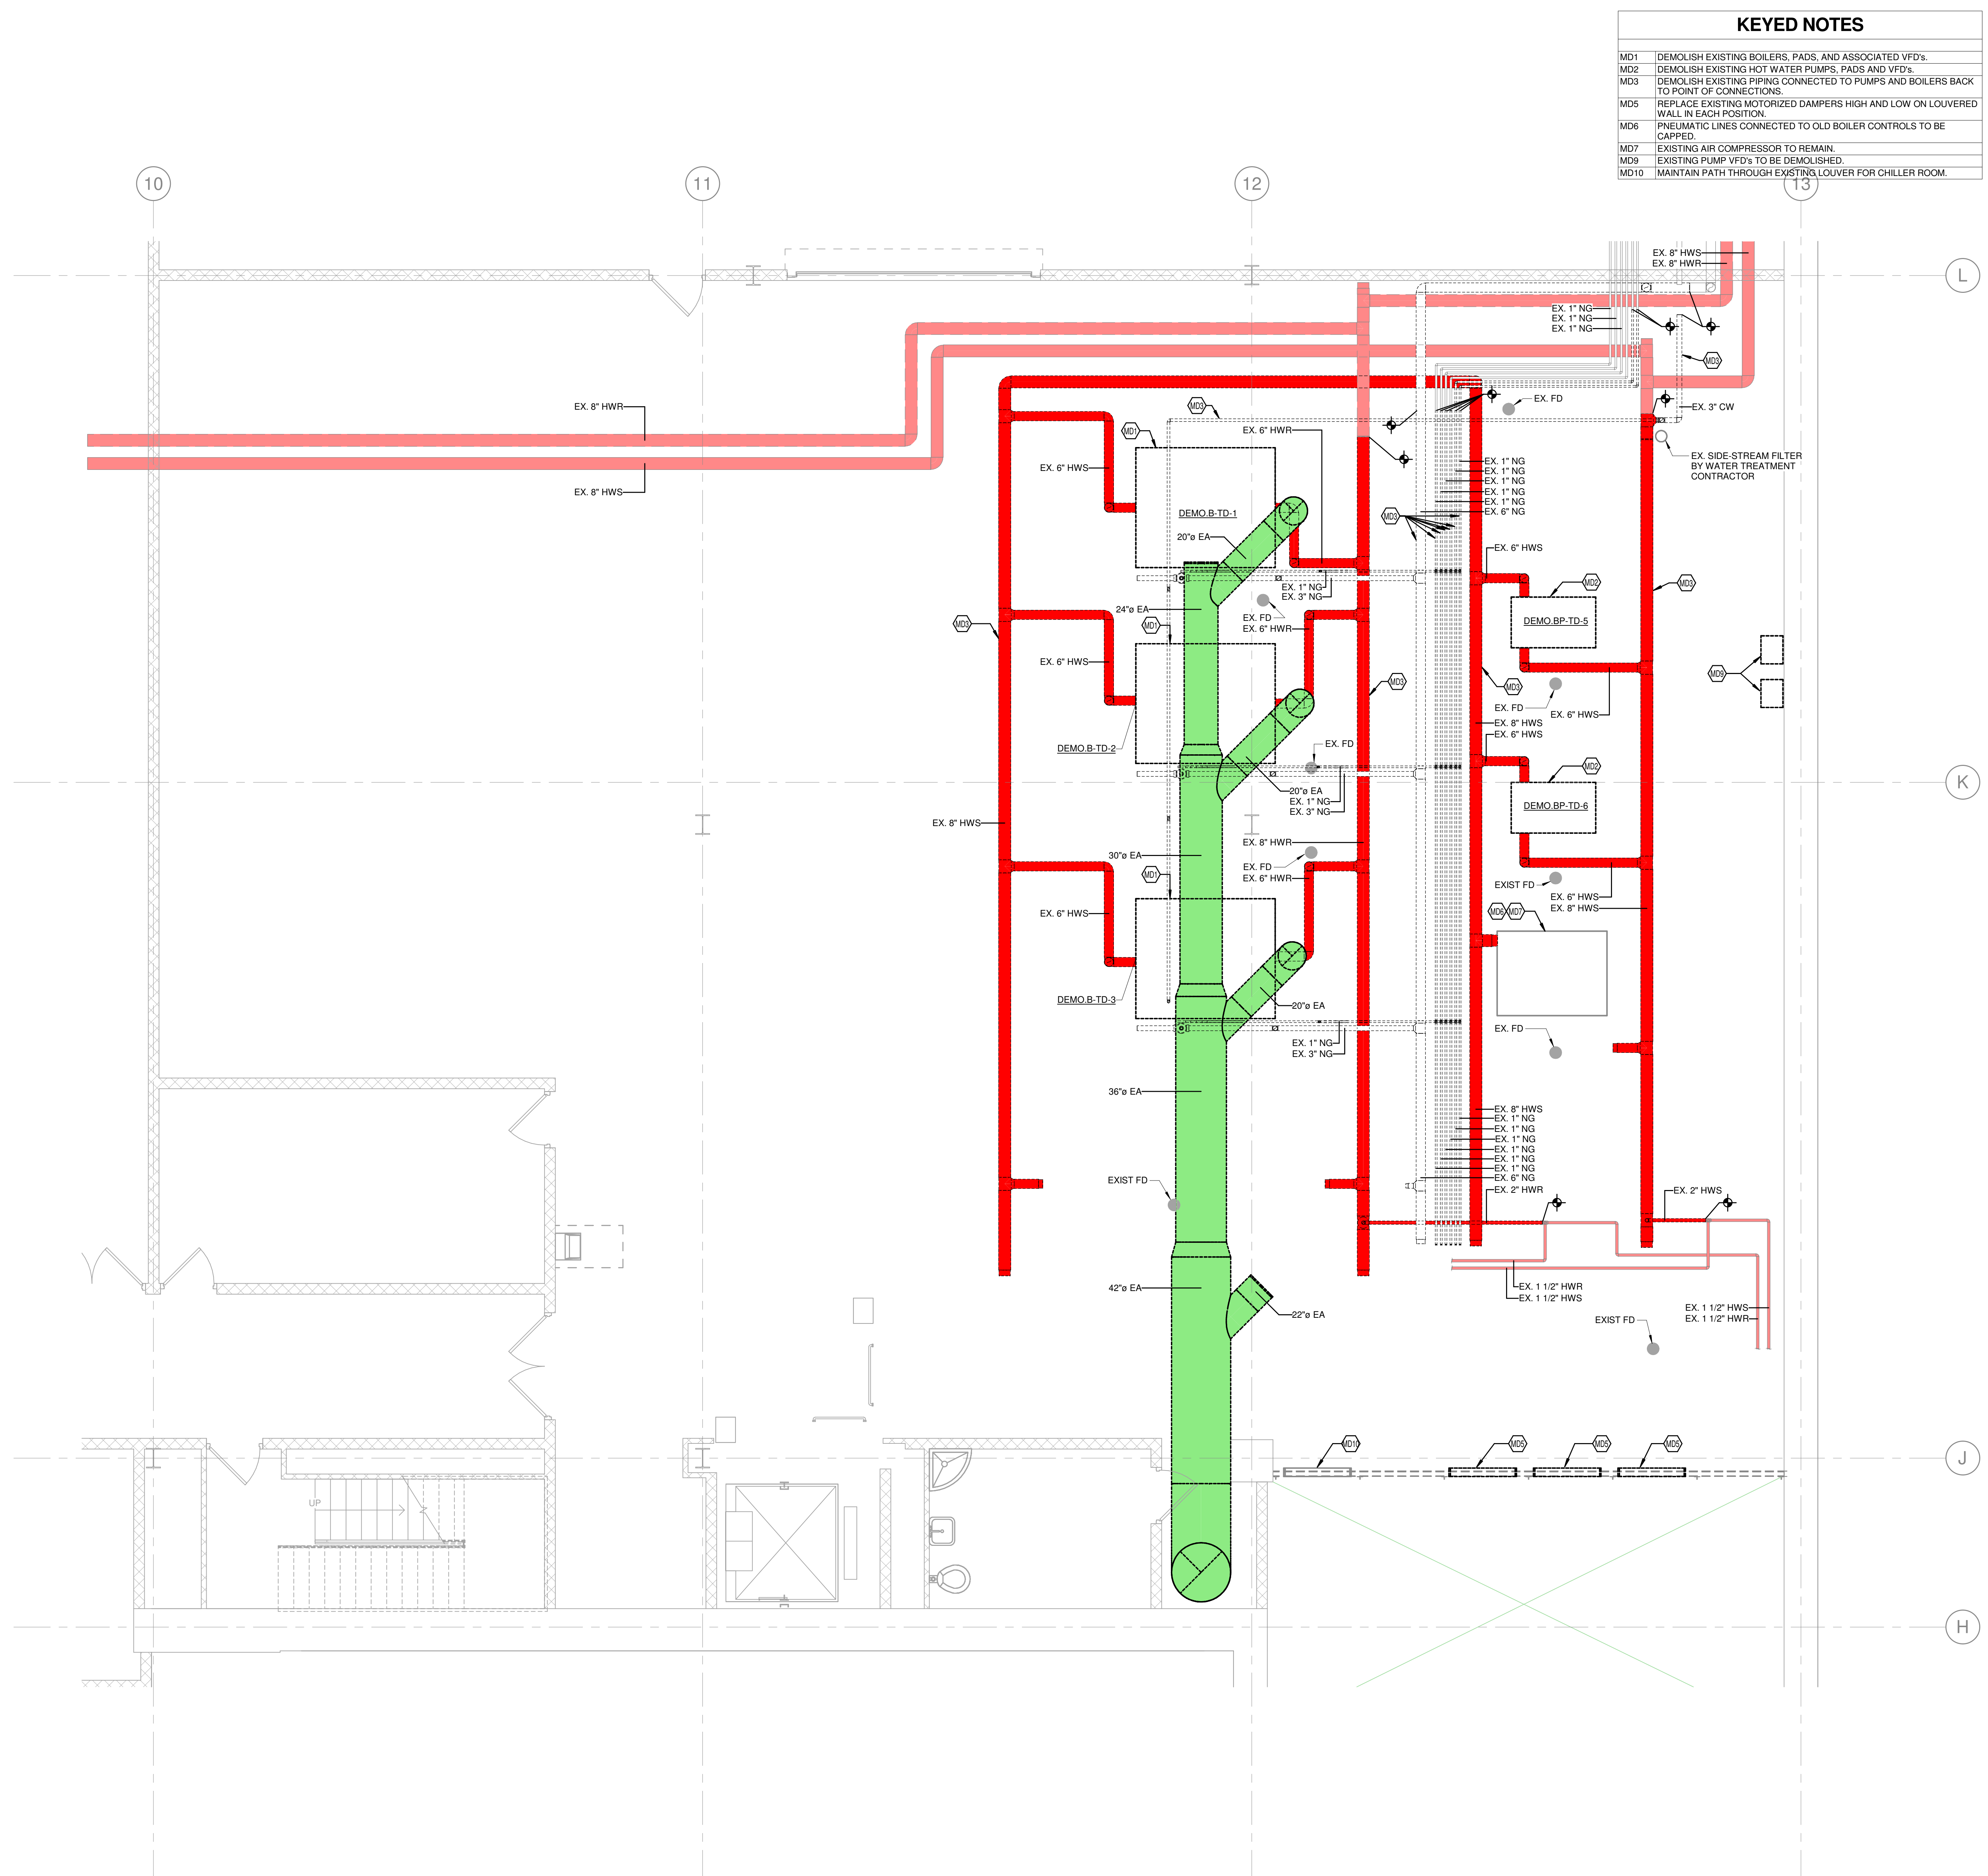 KEYED NOTES
MD1 DEMOLISH EXISTING BOILERS, PADS, AND ASSOCIATED VFD's.
MD2 DEMOLISH EXISTING HOT WATER PUMPS, PADS AND VFD's.
MD3 DEMOLISH EXISTING PIPING CONNECTED TO PUMPS AND BOILERS BACK
TO POINT OF CONNECTIONS.
MD5 REPLACE EXISTING MOTORIZED DAMPERS HIGH AND LOW ON LOUVERED
WALL IN EACH POSITION.
MD6 PNEUMATIC LINES CONNECTED TO OLD BOILER CONTROLS TO BE
CAPPED.
MD7 EXISTING AIR COMPRESSOR TO REMAIN.
MD9 EXISTING PUMP VFD's TO BE DEMOLISHED.
MD10 MAINTAIN PATH THROUGH EXISTING LOUVER FOR CHILLER ROOM.
10
11
12
13
EX. 8" HWS
EX. 8" HWR
L
EX. 1" NG
EX. 1" NG
EX. 1" NG
MD3
EX. FD
EX. 8" HWR
MD3
EX. 3" CW
MD1
EX. 6" HWR
EX. SIDE-STREAM FILTER
BY WATER TREATMENT
CONTRACTOR
EX. 6" HWS
EX. 1" NG
EX. 1" NG
EX. 1" NG
EX. 1" NG
EX. 1" NG
EX. 6" NG
EX. 8" HWS
DEMO.B-TD-1
MD3
20"ø EA
EX. 6" HWS
MD2
MD3
EX. 1" NG
EX. 3" NG
24"ø EA
EX. FD
EX. 6" HWR
MD3
MD1
DEMO.BP-TD-5
EX. 6" HWS
MD9
MD3
MD3
EX. FD
EX. 6" HWS
EX. 8" HWS
EX. 6" HWS
DEMO.B-TD-2
EX. FD
MD2
K
20"ø EA
EX. 1" NG
EX. 3" NG
DEMO.BP-TD-6
EX. 8" HWS
EX. 8" HWR
30"ø EA
EX. FD
EX. 6" HWR
MD1
EXIST FD
EX. 6" HWS
EX. 8" HWS
EX. 6" HWS
MD6
MD7
DEMO.B-TD-3
20"ø EA
EX. FD
EX. 1" NG
EX. 3" NG
36"ø EA
EX. 8" HWS
EX. 1" NG
EX. 1" NG
EX. 1" NG
EX. 1" NG
EX. 1" NG
EX. 1" NG
EX. 6" NG
EX. 2" HWR
EXIST FD
EX. 2" HWS
42"ø EA
EX. 1 1/2" HWR
EX. 1 1/2" HWS
22"ø EA
EX. 1 1/2" HWS
EX. 1 1/2" HWR
EXIST FD
MD10
MD5
MD5
MD5
J
UP
H